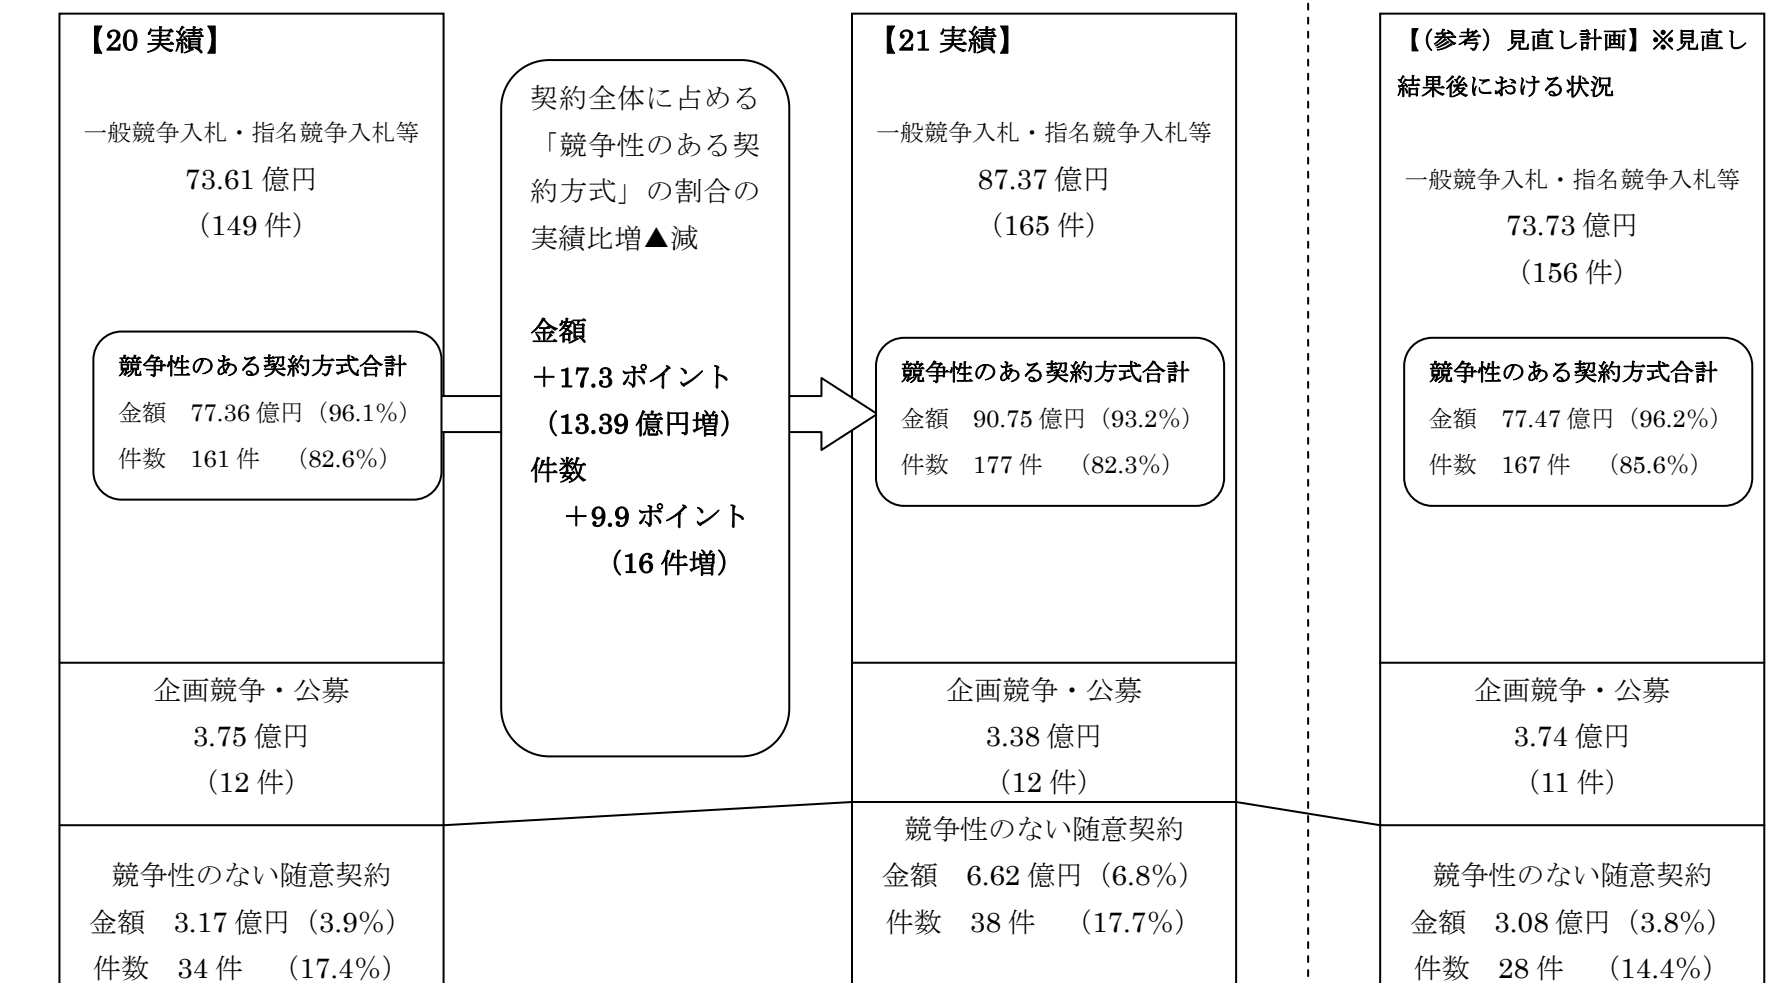 【20 実績】
一般競争入札・指名競争入札等
73.61 億円
（149 件）
競争性のある契約方式合計
金額　77.36 億円（96.1%）
件数　161 件　（82.6%）
企画競争・公募
3.75 億円
（12 件）
競争性のない随意契約
金額　3.17 億円（3.9%）
件数　34 件　（17.4%）
契約全体に占める
「競争性のある契
約方式」の割合の
実績比増▲減
金額
＋17.3 ポイント
（13.39 億円増）
件数
＋9.9 ポイント
（16 件増）
【21 実績】
一般競争入札・指名競争入札等
87.37 億円
（165 件）
競争性のある契約方式合計
金額　90.75 億円（93.2%）
件数　177 件　（82.3%）
企画競争・公募
3.38 億円
（12 件）
競争性のない随意契約
金額　6.62 億円（6.8%）
件数　38 件　（17.7%）
【（参考）見直し計画】※見直し
結果後における状況
一般競争入札・指名競争入札等
73.73 億円
（156 件）
競争性のある契約方式合計
金額　77.47 億円（96.2%）
件数　167 件　（85.6%）
企画競争・公募
3.74 億円
（11 件）
競争性のない随意契約
金額　3.08 億円（3.8%）
件数　28 件　（14.4%）